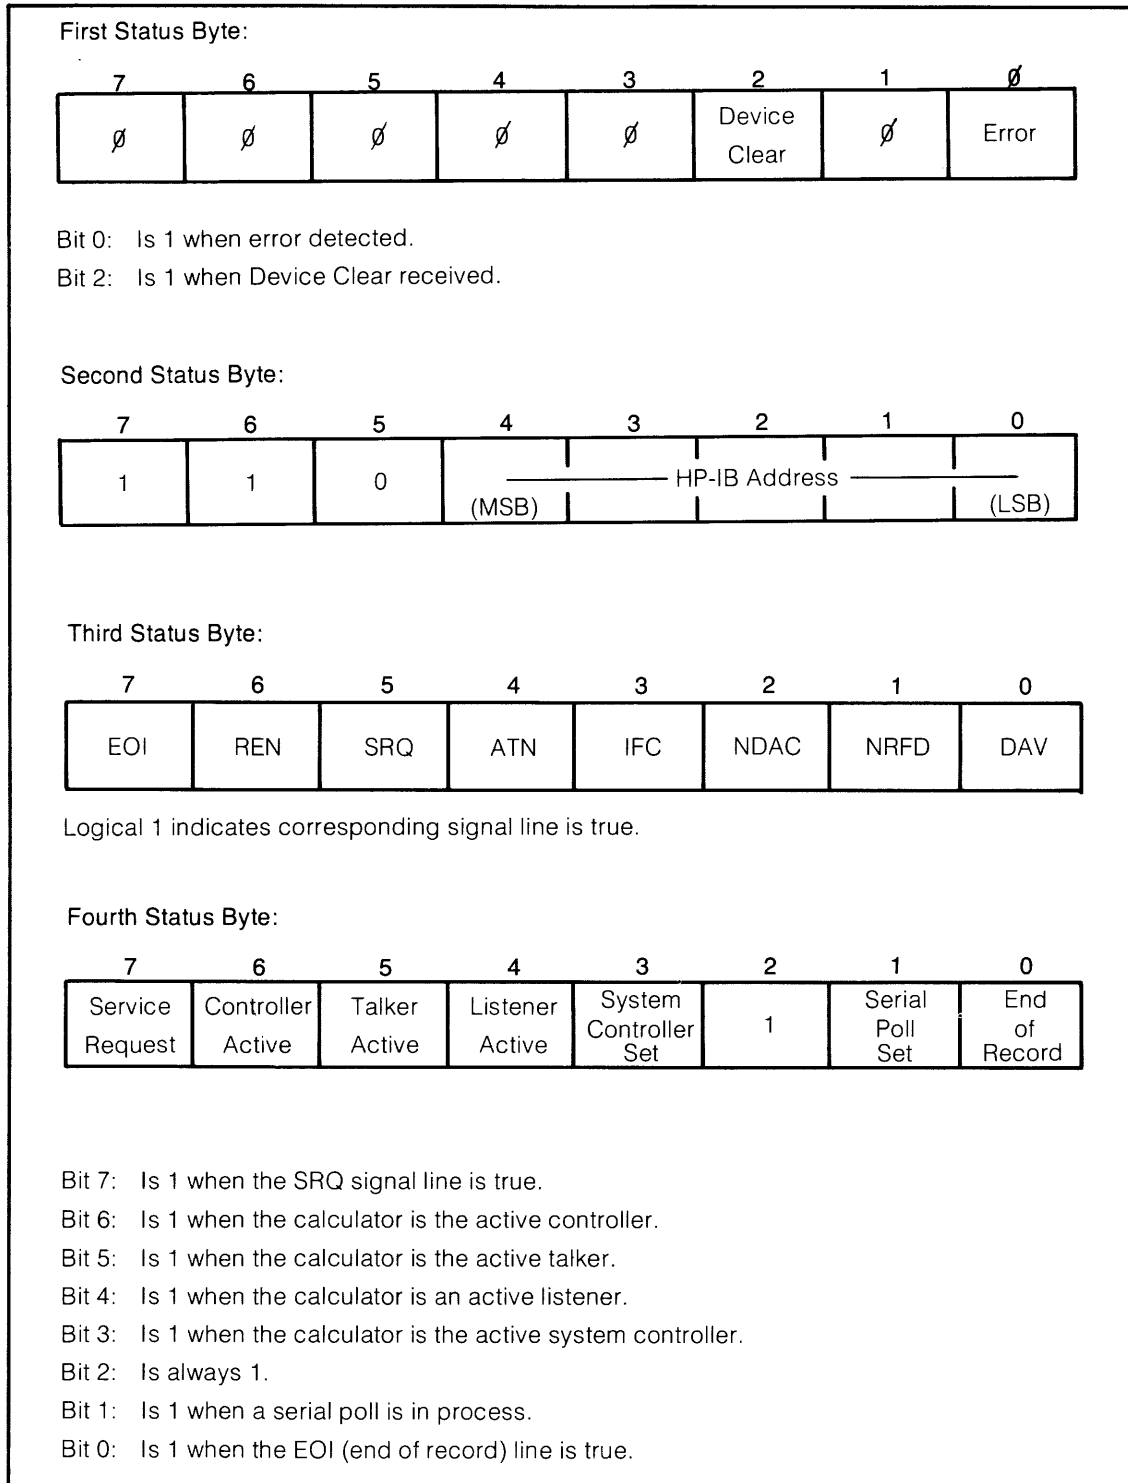 First Status Byte:
7 6 5 4 3 2 1 Ø
Ø Ø Ø Ø Ø Device Clear Ø Error
Bit 0: Is 1 when error detected.
Bit 2: Is 1 when Device Clear received.
Second Status Byte:
7 6 5 4 3 2 1 0
1 1 0 HP-IB Address
(MSB) (LSB)
Third Status Byte:
7 6 5 4 3 2 1 0
EOI REN SRQ ATN IFC NDAC NRFD DAV
Logical 1 indicates corresponding signal line is true.
Fourth Status Byte:
7 6 5 4 3 2 1 0
Service Request Controller Active Talker Active Listener Active System Controller Set 1 Serial Poll Set End of Record
Bit 7: Is 1 when the SRQ signal line is true.
Bit 6: Is 1 when the calculator is the active controller.
Bit 5: Is 1 when the calculator is the active talker.
Bit 4: Is 1 when the calculator is an active listener.
Bit 3: Is 1 when the calculator is the active system controller.
Bit 2: Is always 1.
Bit 1: Is 1 when a serial poll is in process.
Bit 0: Is 1 when the EOI (end of record) line is true.